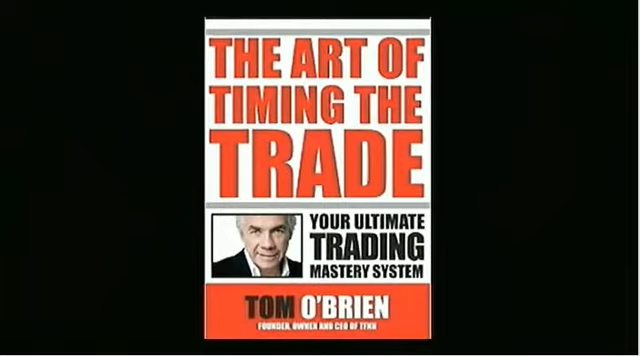 THE ART OF
TIMING THE
TRADE
YOUR ULTIMATE
TRADING
MASTERY SYSTEM
TOM O'BRIEN
FOUNDER, OWNER AND CEO OF TFNN